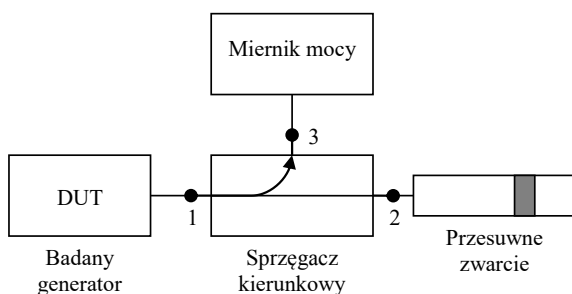 Miernik mocy
3
DUT
1
2
Badany
generator
Sprzęgacz
kierunkowy
Przesuwne
zwarcie